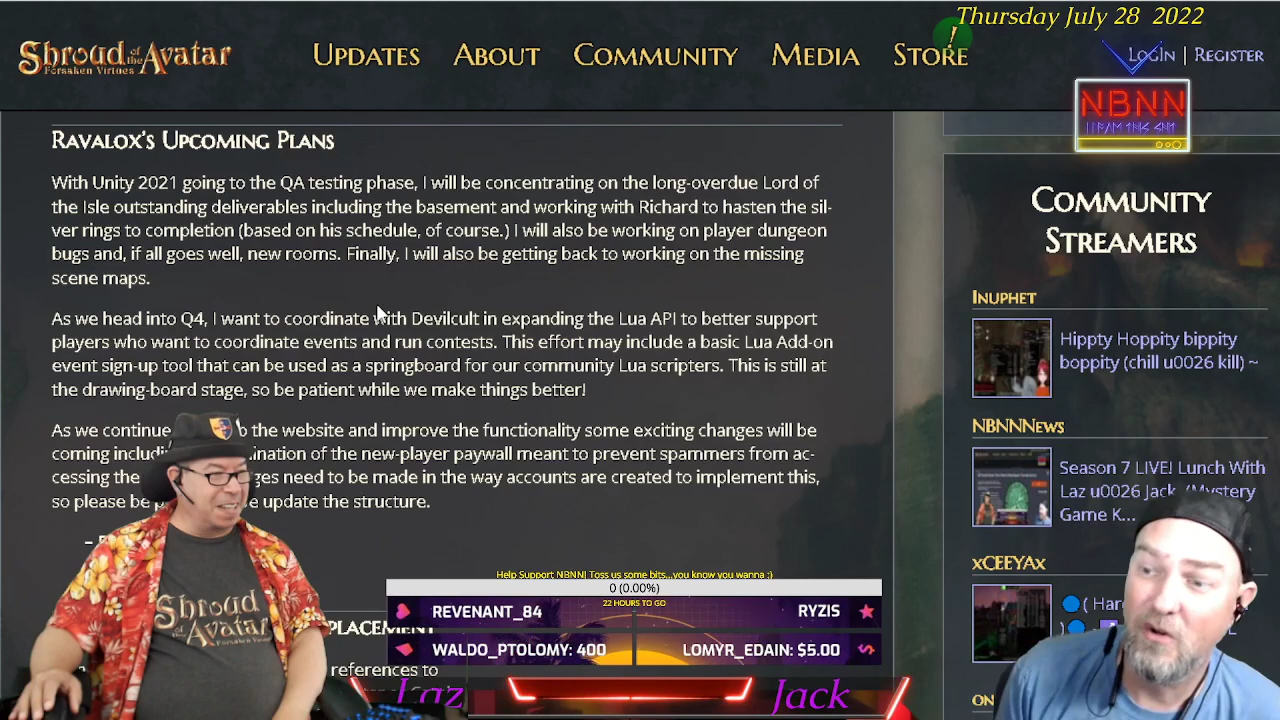 Thursday July 28 2022
Shroud of the Avatar
Forsaken Virtues
Updates About Community Media Store
LogIn | Register
!
NBNN
Ravalox's Upcoming Plans
With Unity 2021 going to the QA testing phase, I will be concentrating on the long-overdue Lord of
the Isle outstanding deliverables including the basement and working with Richard to hasten the sil-
ver rings to completion (based on his schedule, of course.) I will also be working on player dungeon
bugs and, if all goes well, new rooms. Finally, I will also be getting back to working on the missing
scene maps.
As we head into Q4, I want to coordinate with Devilcult in expanding the Lua API to better support
players who want to coordinate events and run contests. This effort may include a basic Lua Add-on
event sign-up tool that can be used as a springboard for our community Lua scripters. This is still at
the drawing-board stage, so be patient while we make things better!
As we continue the website and improve the functionality some exciting changes will be
coming of the new-player paywall meant to prevent spammers from ac-
cessing the need to be made in the way accounts are created to implement this,
so please be update the structure.
references to
Community
Streamers
Inuphet
Hippty Hoppity bippity
boppity (chill u0026 kill) ~
NBNNNews
Season 7 LIVE! Lunch With
Laz u0026 Jack (Mystery
Game K...
xCEEYAx
Shroud
of the Avatar
Forsaken Virtues
Help Support NBNN! Toss us some bits...you know you wanna :)
0 (0.00%)
22 HOURS TO GO
REVENANT_84 RYZIS
WALDO_PTOLOMY: 400 LOMYR_EDAIN: $5.00
Laz Jack